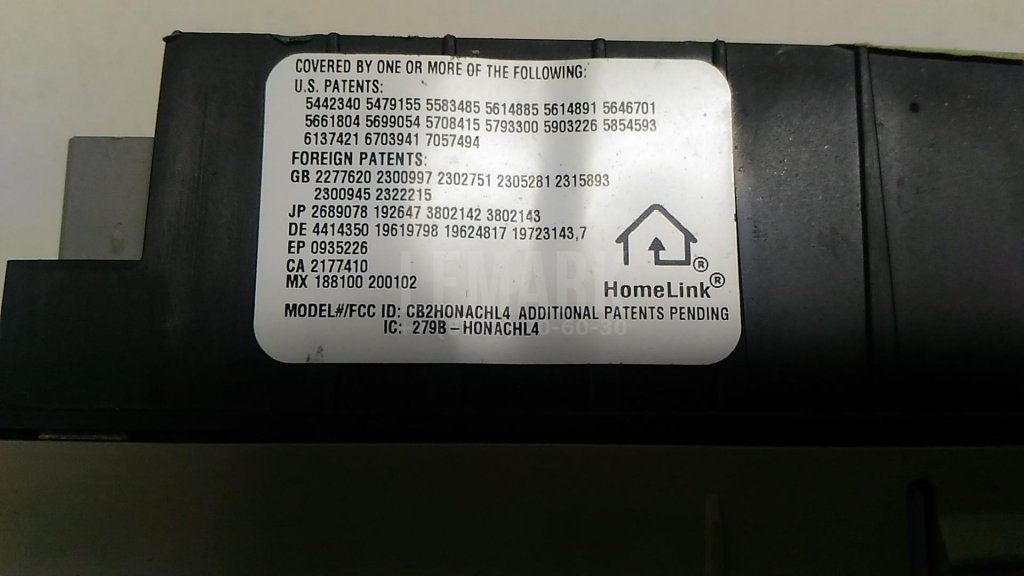 COVERED BY ONE OR MORE OF THE FOLLOWING:
U.S. PATENTS:
5442340 5479155 5583485 5614885 5614891 5646701
5661804 5699054 5708415 5793300 5903226 5854593
6137421 6703941 7057494
FOREIGN PATENTS:
GB 2277620 2300997 2302751 2305281 2315893
2300945 2322215
JP 2689078 192647 3802142 3802143
DE 4414350 19619798 19624817 19723143,7
EP 0935226
CA 2177410
MX 188100 200102
®
HomeLink®
MODEL#/FCC ID: CB2HONACHL4 ADDITIONAL PATENTS PENDING
IC: 279B-HONACHL4